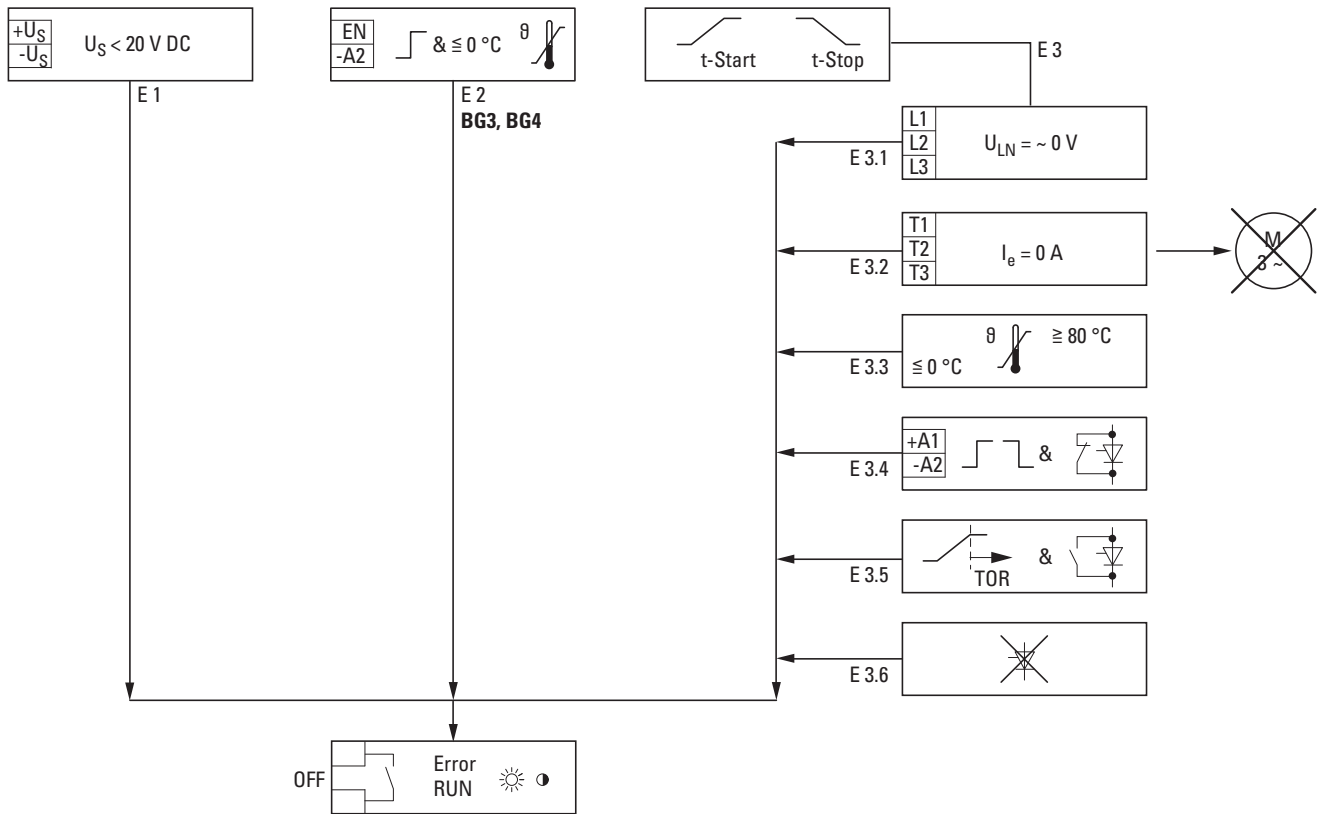 +US
-US
US < 20 V DC
E 1
EN
-A2
& ≦ 0 °C
ϑ
E 2
BG3, BG4
t-Start
t-Stop
E 3
L1
L2
L3
ULN = ~ 0 V
E 3.1
T1
T2
T3
Ie = 0 A
E 3.2
M
3 ~
ϑ
≧ 80 °C
≦ 0 °C
E 3.3
+A1
-A2
&
E 3.4
TOR
&
E 3.5
E 3.6
OFF
Error
RUN